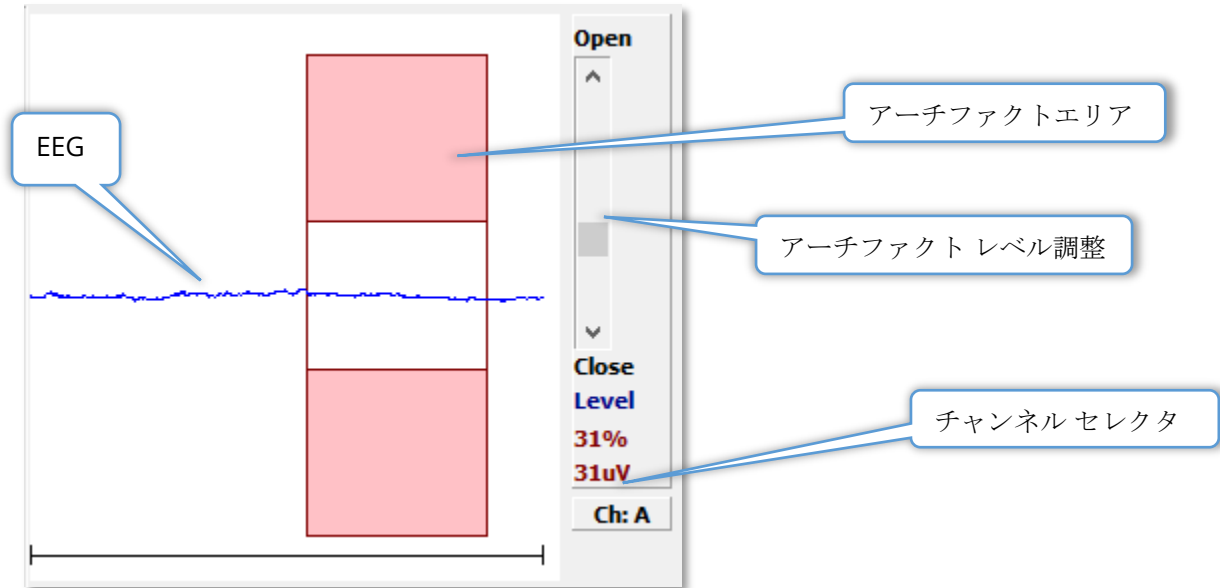 Open
アーチファクトエリア
EEG
アーチファクト レベル調整
Close
Level
31%
31uV
チャンネル セレクタ
Ch: A